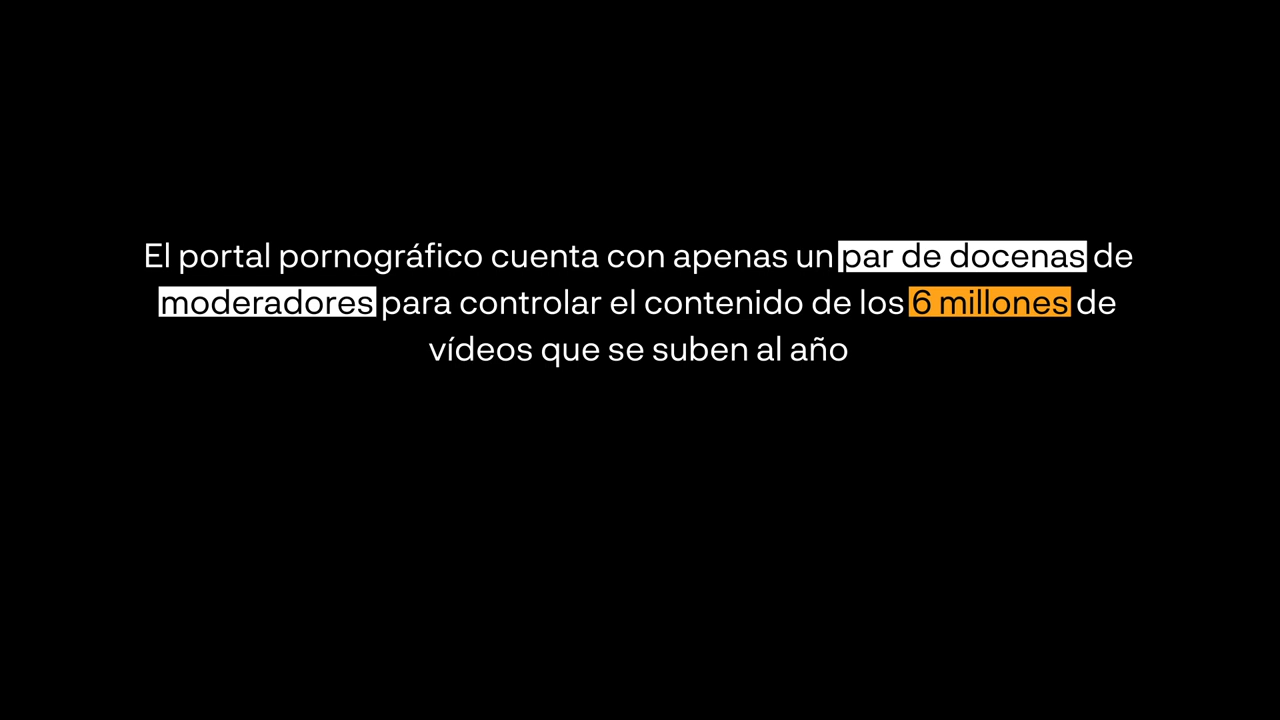 El portal pornográfico cuenta con apenas un par de docenas de
moderadores para controlar el contenido de los 6 millones de
vídeos que se suben al año